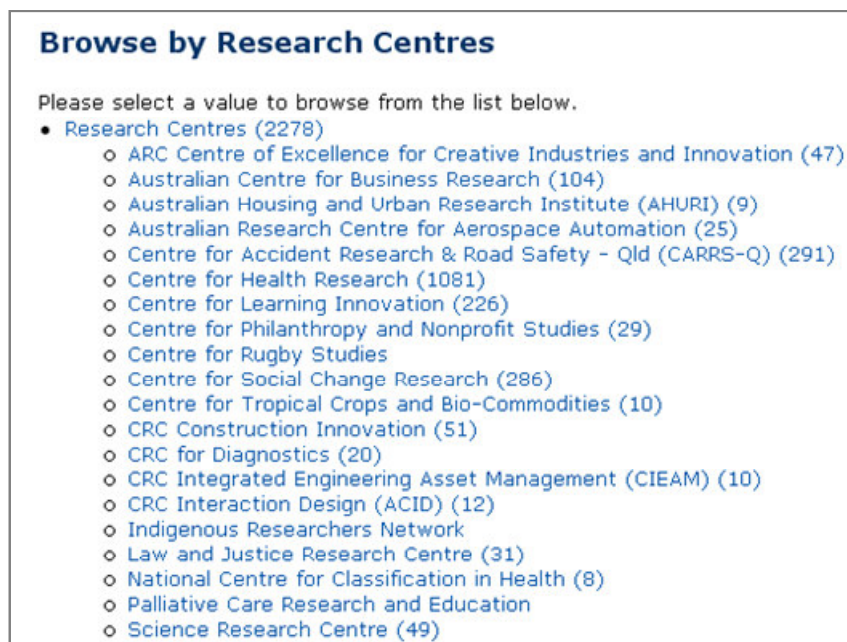 Browse by Research Centres
Please select a value to browse from the list below.
• Research Centres (2278)
o ARC Centre of Excellence for Creative Industries and Innovation (47)
o Australian Centre for Business Research (104)
o Australian Housing and Urban Research Institute (AHURI) (9)
o Australian Research Centre for Aerospace Automation (25)
o Centre for Accident Research & Road Safety - Qld (CARRS-Q) (291)
o Centre for Health Research (1081)
o Centre for Learning Innovation (226)
o Centre for Philanthropy and Nonprofit Studies (29)
o Centre for Rugby Studies
o Centre for Social Change Research (286)
o Centre for Tropical Crops and Bio-Commodities (10)
o CRC Construction Innovation (51)
o CRC for Diagnostics (20)
o CRC Integrated Engineering Asset Management (CIEAM) (10)
o CRC Interaction Design (ACID) (12)
o Indigenous Researchers Network
o Law and Justice Research Centre (31)
o National Centre for Classification in Health (8)
o Palliative Care Research and Education
o Science Research Centre (49)